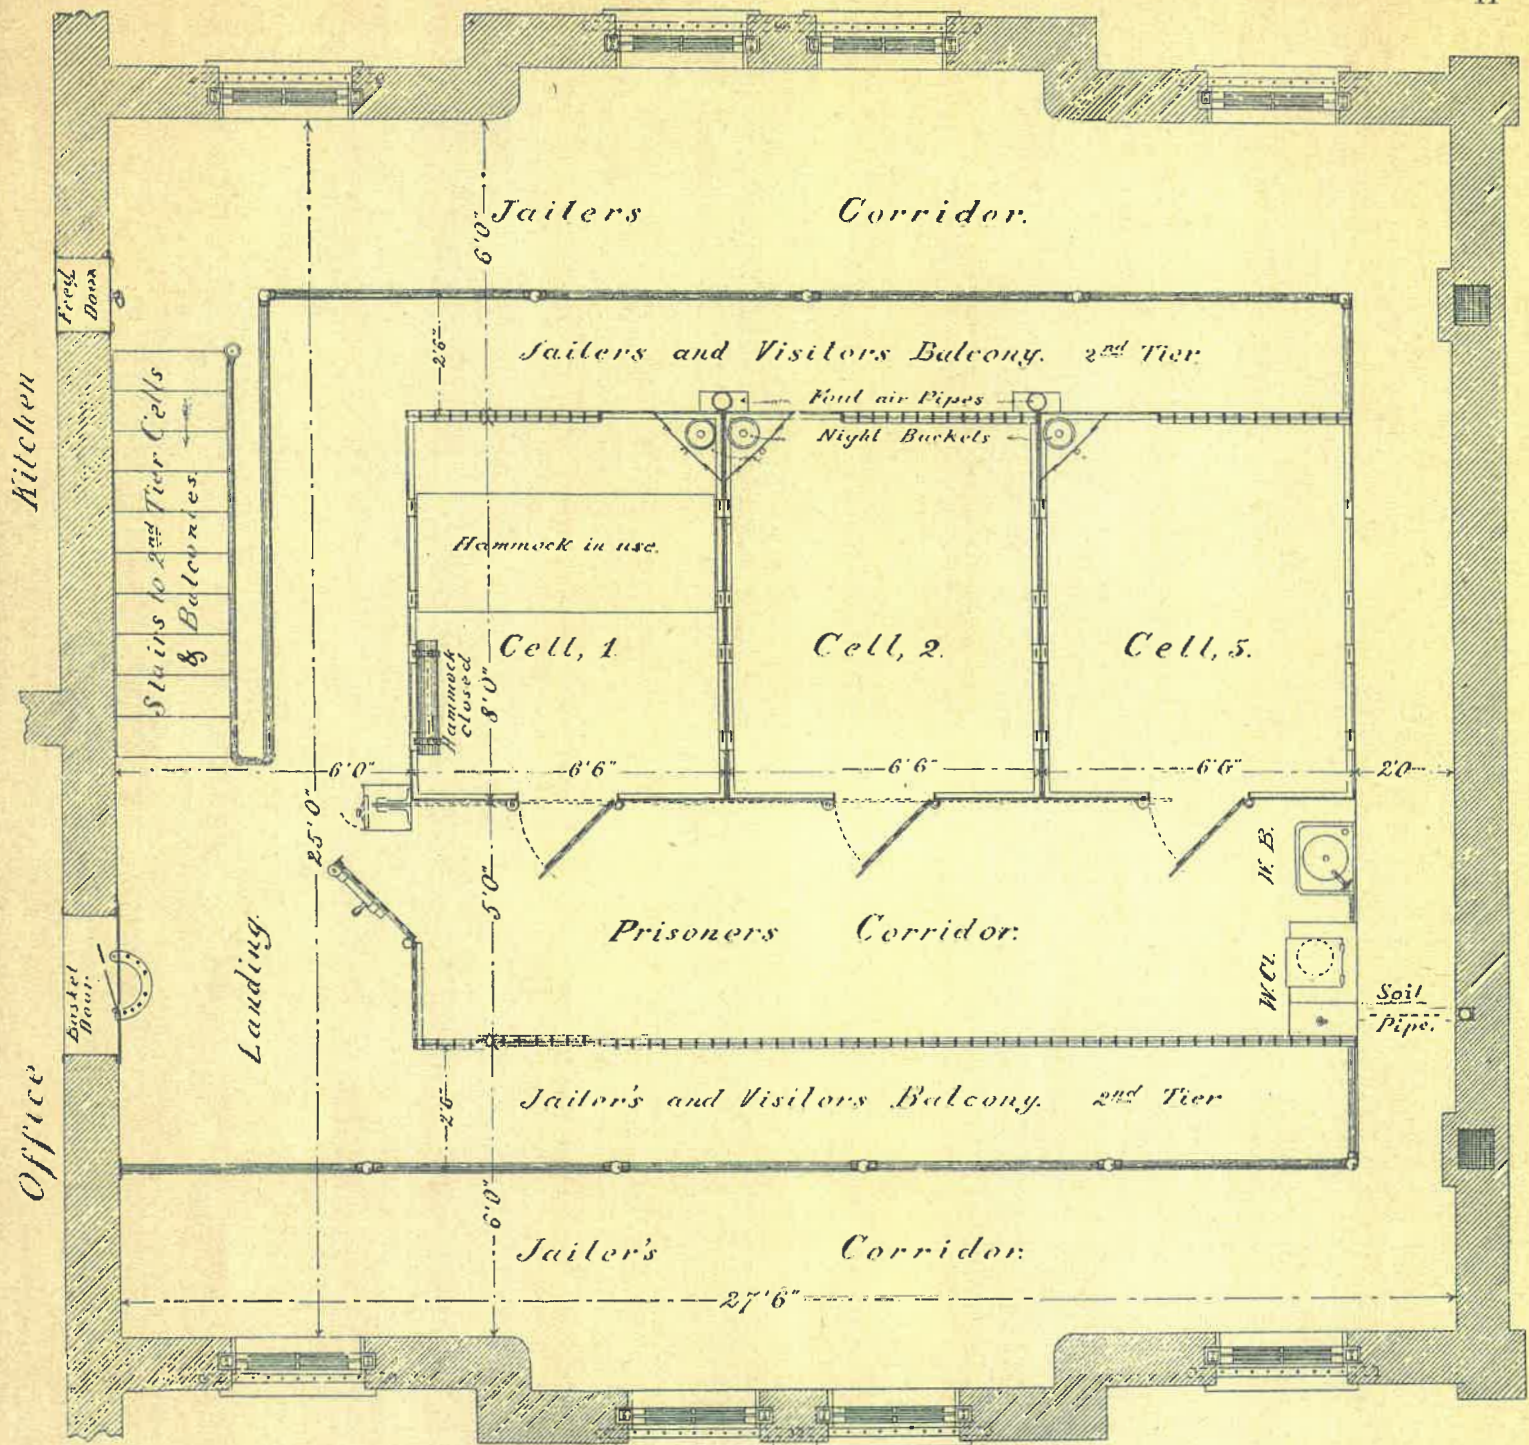 Jailers Corridor.
6'0"
Feed
Door
Kitchen
Jailers and Visitors Balcony. 2nd Tier
2'6"
Foul air Pipes
Night Buckets
Stairs to 2nd Tier Cells
& Balconies.
Hammock in use.
Cell, 1
Cell, 2.
Cell, 5.
Hammock
closed
8'0"
6'0"
6'6"
6'6"
6'6"
2'0
25'0"
W. B.
5'0"
Prisoners Corridor.
Landing.
Basket
Door.
W.Cl.
Soil
Pipe.
Office
Jailer's and Visitors Balcony. 2nd Tier
2'6"
6'0"
Jailer's Corridor.
27'6"